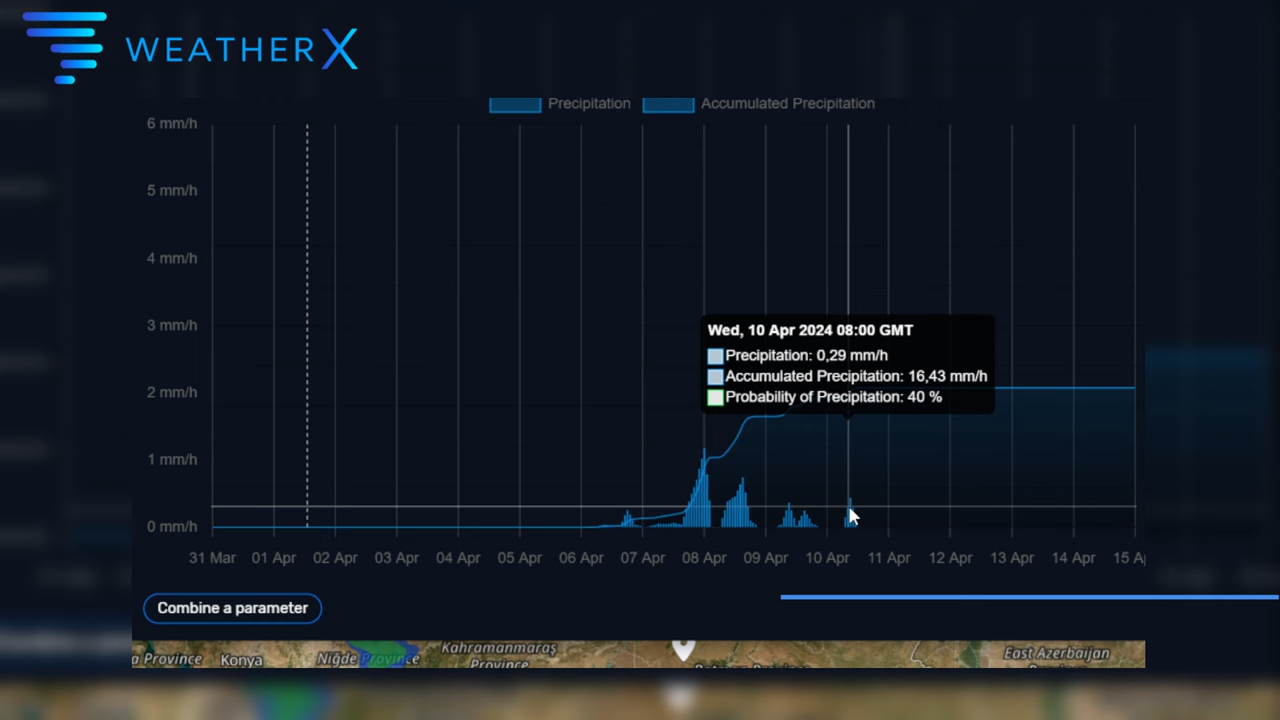 WEATHER X
Precipitation Accumulated Precipitation
6 mm/h
5 mm/h
4 mm/h
3 mm/h
2 mm/h
1 mm/h
0 mm/h
Wed, 10 Apr 2024 08:00 GMT
Precipitation: 0,29 mm/h
Accumulated Precipitation: 16,43 mm/h
Probability of Precipitation: 40 %
31 Mar 01 Apr 02 Apr 03 Apr 04 Apr 05 Apr 06 Apr 07 Apr 08 Apr 09 Apr 10 Apr 11 Apr 12 Apr 13 Apr 14 Apr 15 A
Combine a parameter
a Province Konya Niğde Province Kahramanmaraş East Azerbaijan
Province